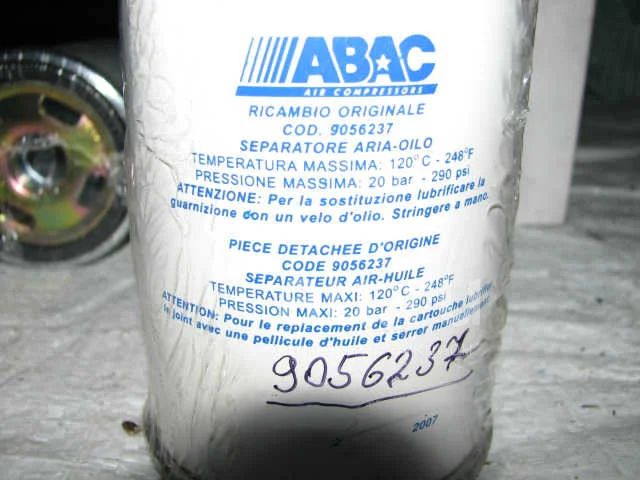 ABAC
AIR COMPRESSORS
RICAMBIO ORIGINALE
COD. 9056237
SEPARATORE ARIA-OILO
TEMPERATURA MASSIMA: 120°C - 248°F
PRESSIONE MASSIMA: 20 bar - 290 psi
ATTENZIONE: Per la sostituzione lubrificare la
guarnizione con un velo d'olio. Stringere a mano.
PIECE DETACHEE D'ORIGINE
CODE 9056237
SEPARATEUR AIR-HUILE
TEMPERATURE MAXI: 120°C - 248°F
PRESSION MAXI: 20 bar - 290 psi
ATTENTION: Pour le replacement de la cartouche lubrifier
le joint avec une pellicule d'huile et serrer manuellement.
9056237
2 2007